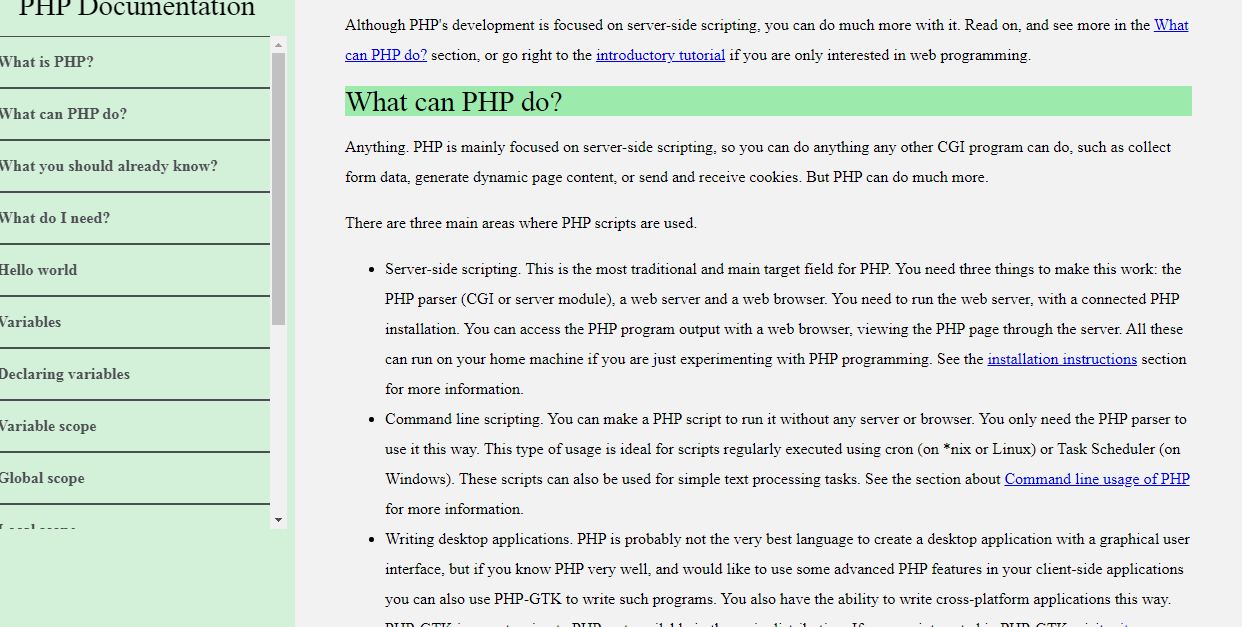 PHP Documentation
What is PHP?
What can PHP do?
What you should already know?
What do I need?
Hello world
Variables
Declaring variables
Variable scope
Global scope
Local scope
Although PHP's development is focused on server-side scripting, you can do much more with it. Read on, and see more in the What
can PHP do? section, or go right to the introductory tutorial if you are only interested in web programming.
What can PHP do?
Anything. PHP is mainly focused on server-side scripting, so you can do anything any other CGI program can do, such as collect
form data, generate dynamic page content, or send and receive cookies. But PHP can do much more.
There are three main areas where PHP scripts are used.
• Server-side scripting. This is the most traditional and main target field for PHP. You need three things to make this work: the
PHP parser (CGI or server module), a web server and a web browser. You need to run the web server, with a connected PHP
installation. You can access the PHP program output with a web browser, viewing the PHP page through the server. All these
can run on your home machine if you are just experimenting with PHP programming. See the installation instructions section
for more information.
• Command line scripting. You can make a PHP script to run it without any server or browser. You only need the PHP parser to
use it this way. This type of usage is ideal for scripts regularly executed using cron (on *nix or Linux) or Task Scheduler (on
Windows). These scripts can also be used for simple text processing tasks. See the section about Command line usage of PHP
for more information.
• Writing desktop applications. PHP is probably not the very best language to create a desktop application with a graphical user
interface, but if you know PHP very well, and would like to use some advanced PHP features in your client-side applications
you can also use PHP-GTK to write such programs. You also have the ability to write cross-platform applications this way.